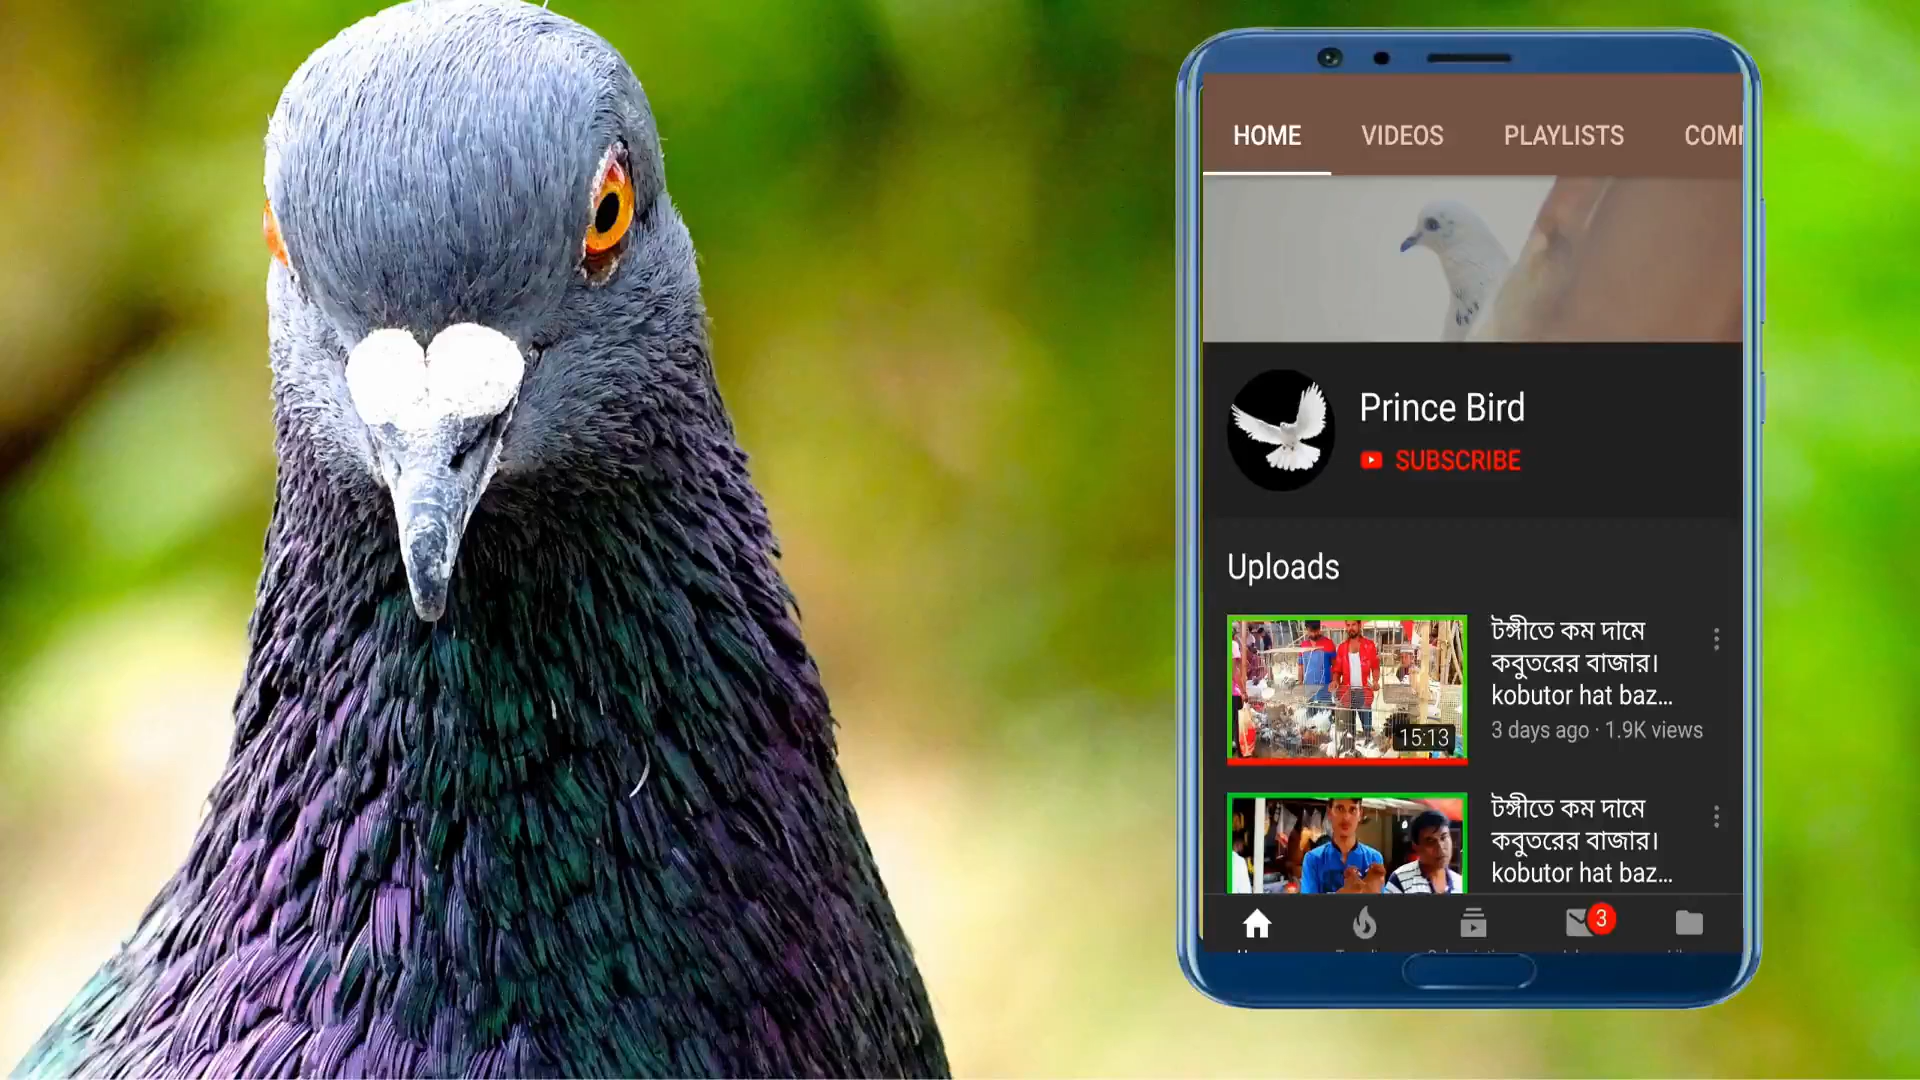 HOME VIDEOS PLAYLISTS COMM
Prince Bird
SUBSCRIBE
Uploads
টঙ্গীতে কম দামে
কবুতরের বাজার।
kobutor hat baz...
3 days ago · 1.9K views
15:13
টঙ্গীতে কম দামে
কবুতরের বাজার।
kobutor hat baz...
3